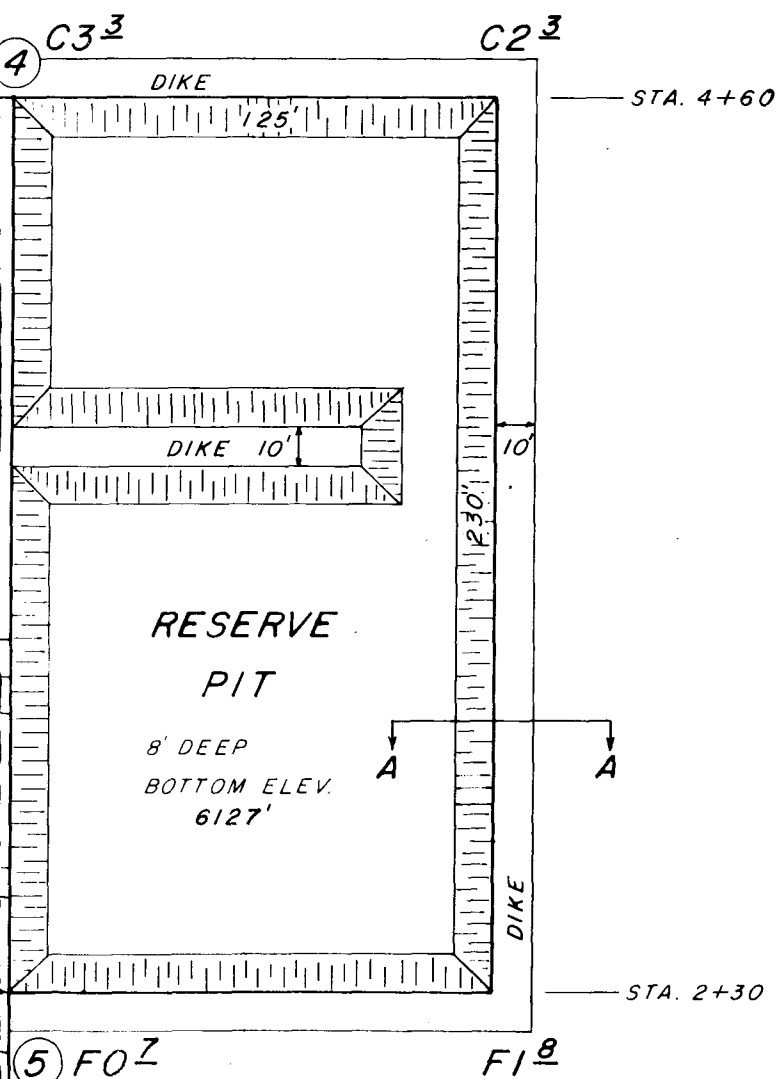 C3 3
C2 3
4
DIKE
STA. 4+60
125'
DIKE 10'
10'
230'
RESERVE
PIT
8' DEEP
BOTTOM ELEV.
6127'
A
A
DIKE
STA. 2+30
5
F0 7
F1 8